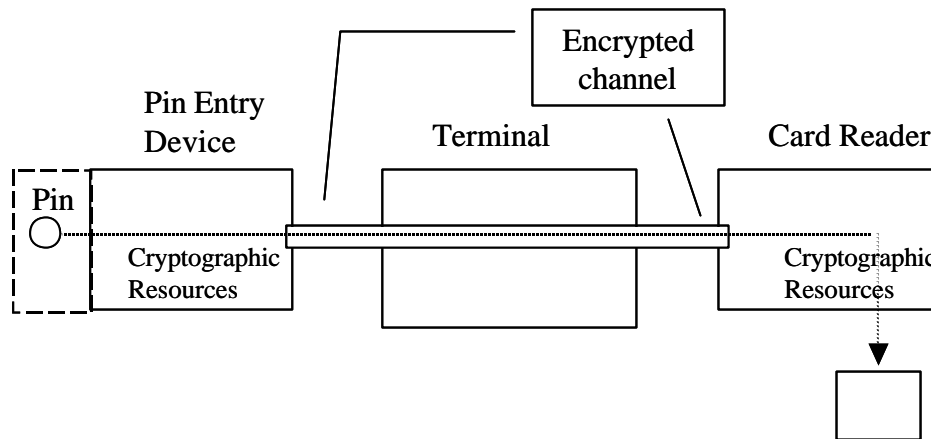 Encrypted
channel
Pin Entry
Device
Terminal
Card Reader
Pin
Cryptographic
Resources
Cryptographic
Resources